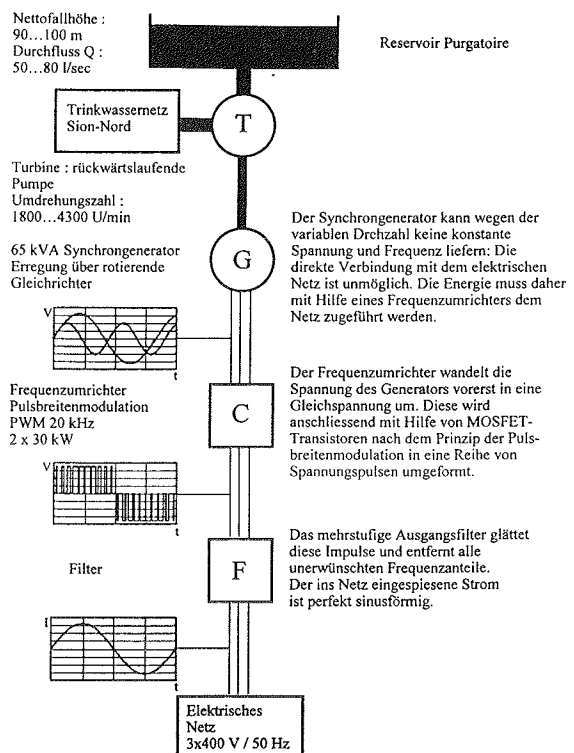 Nettofallhöhe :
90...100 m
Durchfluss Q :
50...80 l/sec
Reservoir Purgatoire
Trinkwassernetz
Sion-Nord
T
Turbine : rückwärtslaufende
Pumpe
Umdrehungszahl :
1800...4300 U/min
65 kVA Synchrongenerator
Erregung über rotierende
Gleichrichter
G
Der Synchrongenerator kann wegen der
variablen Drehzahl keine konstante
Spannung und Frequenz liefern: Die
direkte Verbindung mit dem elektrischen
Netz ist unmöglich. Die Energie muss daher
mit Hilfe eines Frequenzumrichters dem
Netz zugeführt werden.
V
t
Frequenzumrichter
Pulsbreitenmodulation
PWM 20 kHz
2 x 30 kW
C
Der Frequenzumrichter wandelt die
Spannung des Generators vorerst in eine
Gleichspannung um. Diese wird
anschliessend mit Hilfe von MOSFET-
Transistoren nach dem Prinzip der Puls-
breitenmodulation in eine Reihe von
Spannungspulsen umgeformt.
V
t
Filter
F
Das mehrstufige Ausgangsfilter glättet
diese Impulse und entfernt alle
unerwünschten Frequenzanteile.
Der ins Netz eingespiesene Strom
ist perfekt sinusförmig.
I
t
Elektrisches
Netz
3x400 V / 50 Hz